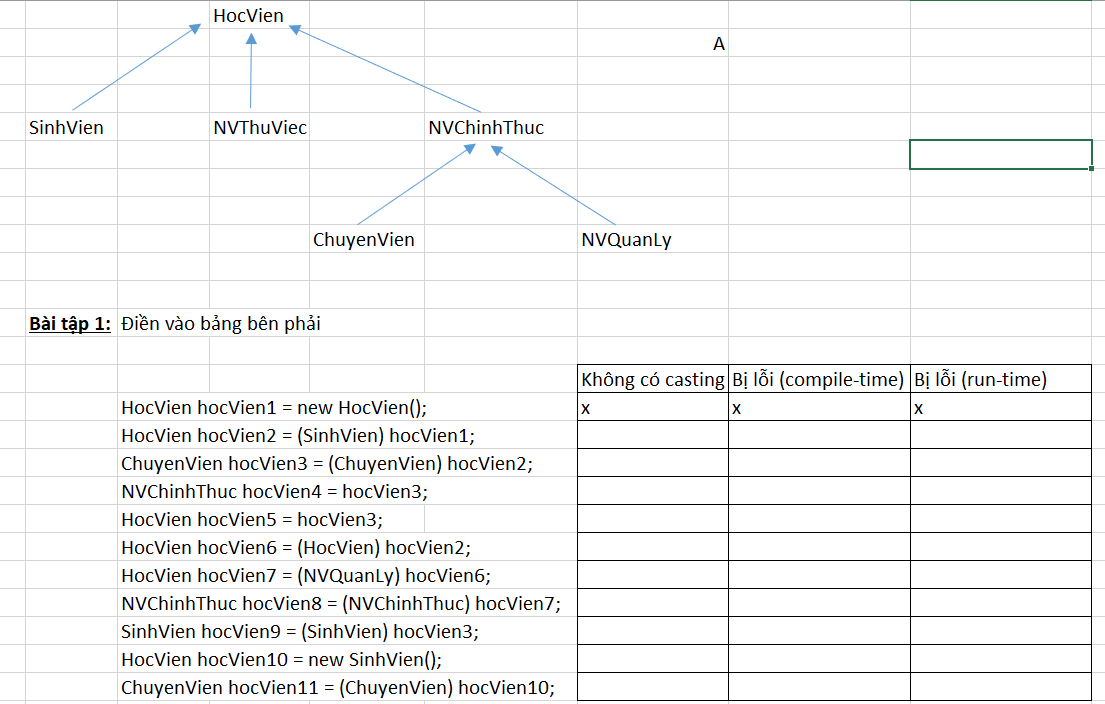 HocVien
A
SinhVien NVThuViec NVChinhThuc
ChuyenVien NVQuanLy
Bài tập 1: Điền vào bảng bên phải
Không có casting Bị lỗi (compile-time) Bị lỗi (run-time)
HocVien hocVien1 = new HocVien(); x x x
HocVien hocVien2 = (SinhVien) hocVien1;
ChuyenVien hocVien3 = (ChuyenVien) hocVien2;
NVChinhThuc hocVien4 = hocVien3;
HocVien hocVien5 = hocVien3;
HocVien hocVien6 = (HocVien) hocVien2;
HocVien hocVien7 = (NVQuanLy) hocVien6;
NVChinhThuc hocVien8 = (NVChinhThuc) hocVien7;
SinhVien hocVien9 = (SinhVien) hocVien3;
HocVien hocVien10 = new SinhVien();
ChuyenVien hocVien11 = (ChuyenVien) hocVien10;